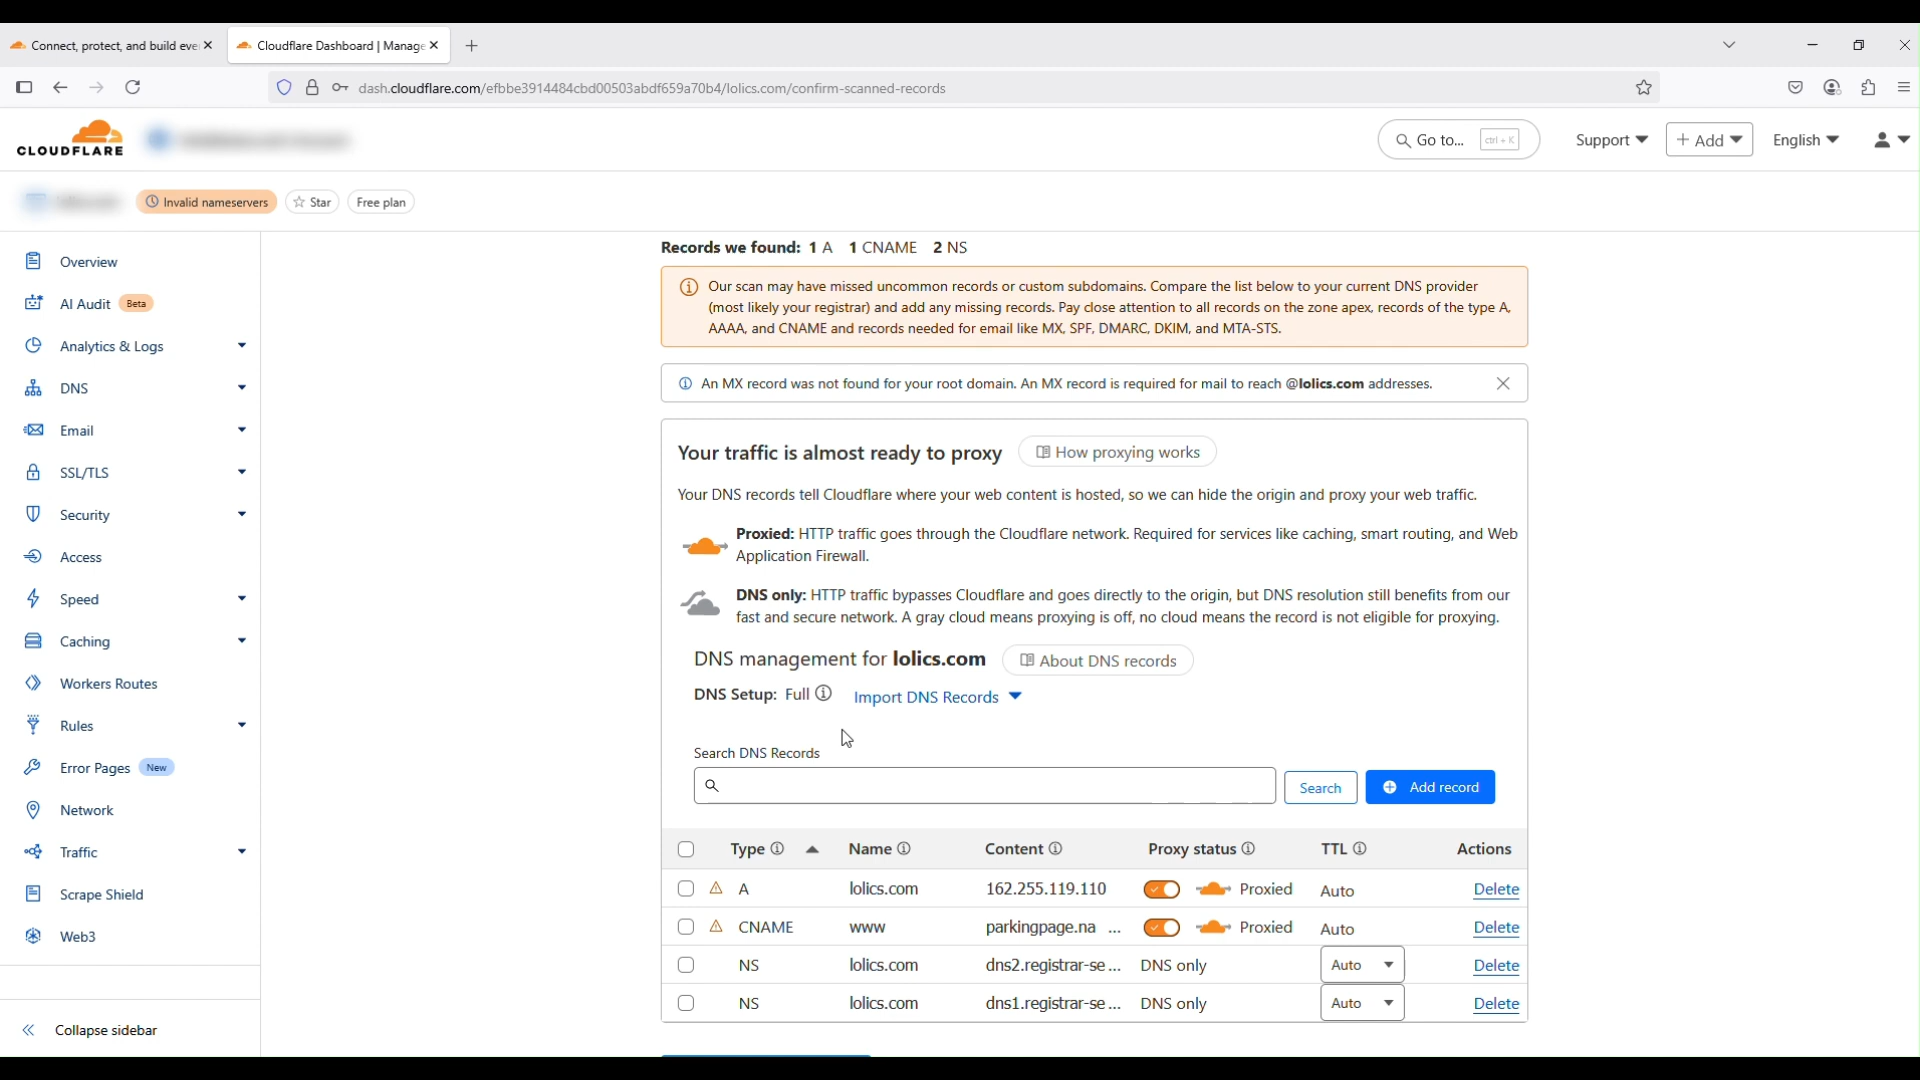 Connect, protect, and build eve
Cloudflare Dashboard | Manage
dash.cloudflare.com/efbbe3914484cbd00503abdf659a70b4/lolics.com/confirm-scanned-records
CLOUDFLARE
Go to... ctrl + K
Support
+ Add
English
Invalid nameservers
Star
Free plan
Overview
AI Audit Beta
Analytics & Logs
DNS
Email
SSL/TLS
Security
Access
Speed
Caching
Workers Routes
Rules
Error Pages New
Network
Traffic
Scrape Shield
Web3
Collapse sidebar
Records we found: 1 A 1 CNAME 2 NS
Our scan may have missed uncommon records or custom subdomains. Compare the list below to your current DNS provider
(most likely your registrar) and add any missing records. Pay close attention to all records on the zone apex, records of the type A,
AAAA, and CNAME and records needed for email like MX, SPF, DMARC, DKIM, and MTA-STS.
An MX record was not found for your root domain. An MX record is required for mail to reach @lolics.com addresses.
Your traffic is almost ready to proxy How proxying works
Your DNS records tell Cloudflare where your web content is hosted, so we can hide the origin and proxy your web traffic.
Proxied: HTTP traffic goes through the Cloudflare network. Required for services like caching, smart routing, and Web
Application Firewall.
DNS only: HTTP traffic bypasses Cloudflare and goes directly to the origin, but DNS resolution still benefits from our
fast and secure network. A gray cloud means proxying is off, no cloud means the record is not eligible for proxying.
DNS management for lolics.com About DNS records
DNS Setup: Full Import DNS Records
Search DNS Records
Search Add record
Type Name Content Proxy status TTL Actions
A lolics.com 162.255.119.110 Proxied Auto Delete
CNAME www parkingpage.na ... Proxied Auto Delete
NS lolics.com dns2.registrar-se ... DNS only Auto Delete
NS lolics.com dns1.registrar-se ... DNS only Auto Delete